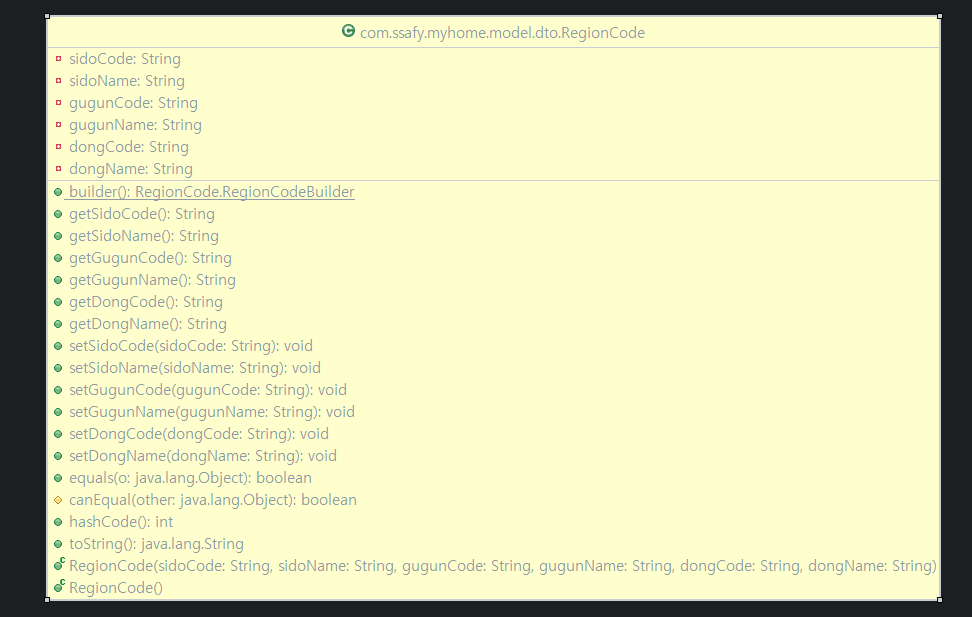 com.ssafy.myhome.model.dto.RegionCode
sidoCode: String
sidoName: String
gugunCode: String
gugunName: String
dongCode: String
dongName: String
builder(): RegionCode.RegionCodeBuilder
getSidoCode(): String
getSidoName(): String
getGugunCode(): String
getGugunName(): String
getDongCode(): String
getDongName(): String
setSidoCode(sidoCode: String): void
setSidoName(sidoName: String): void
setGugunCode(gugunCode: String): void
setGugunName(gugunName: String): void
setDongCode(dongCode: String): void
setDongName(dongName: String): void
equals(o: java.lang.Object): boolean
canEqual(other: java.lang.Object): boolean
hashCode(): int
toString(): java.lang.String
RegionCode(sidoCode: String, sidoName: String, gugunCode: String, gugunName: String, dongCode: String, dongName: String)
RegionCode()